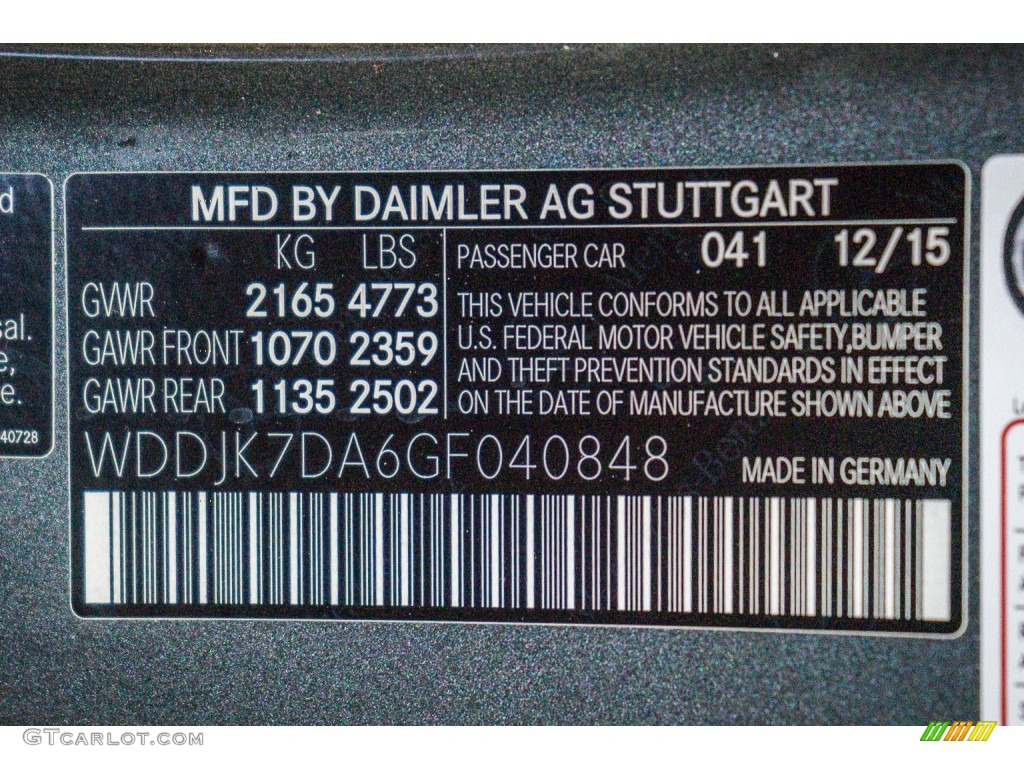 MFD BY DAIMLER AG STUTTGART
KG LBS
GVWR 2165 4773
GAWR FRONT 1070 2359
GAWR REAR 1135 2502
PASSENGER CAR 041 12/15
THIS VEHICLE CONFORMS TO ALL APPLICABLE
U.S. FEDERAL MOTOR VEHICLE SAFETY,BUMPER
AND THEFT PREVENTION STANDARDS IN EFFECT
ON THE DATE OF MANUFACTURE SHOWN ABOVE
WDDJK7DA6GF040848
MADE IN GERMANY
40728
GTcarlot.com